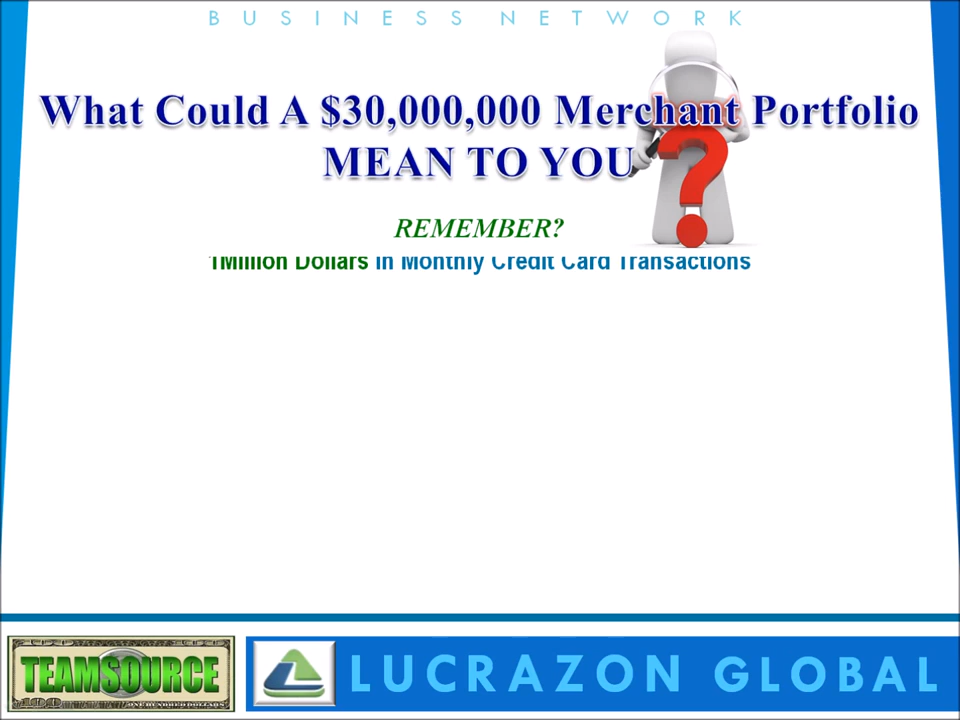 BUSINESS NETWORK
What Could A $30,000,000 Merchant Portfolio
MEAN TO YOU
REMEMBER?
1Million Dollars in Monthly Credit Card Transactions
TEAMSOURCE
LUCRAZON GLOBAL